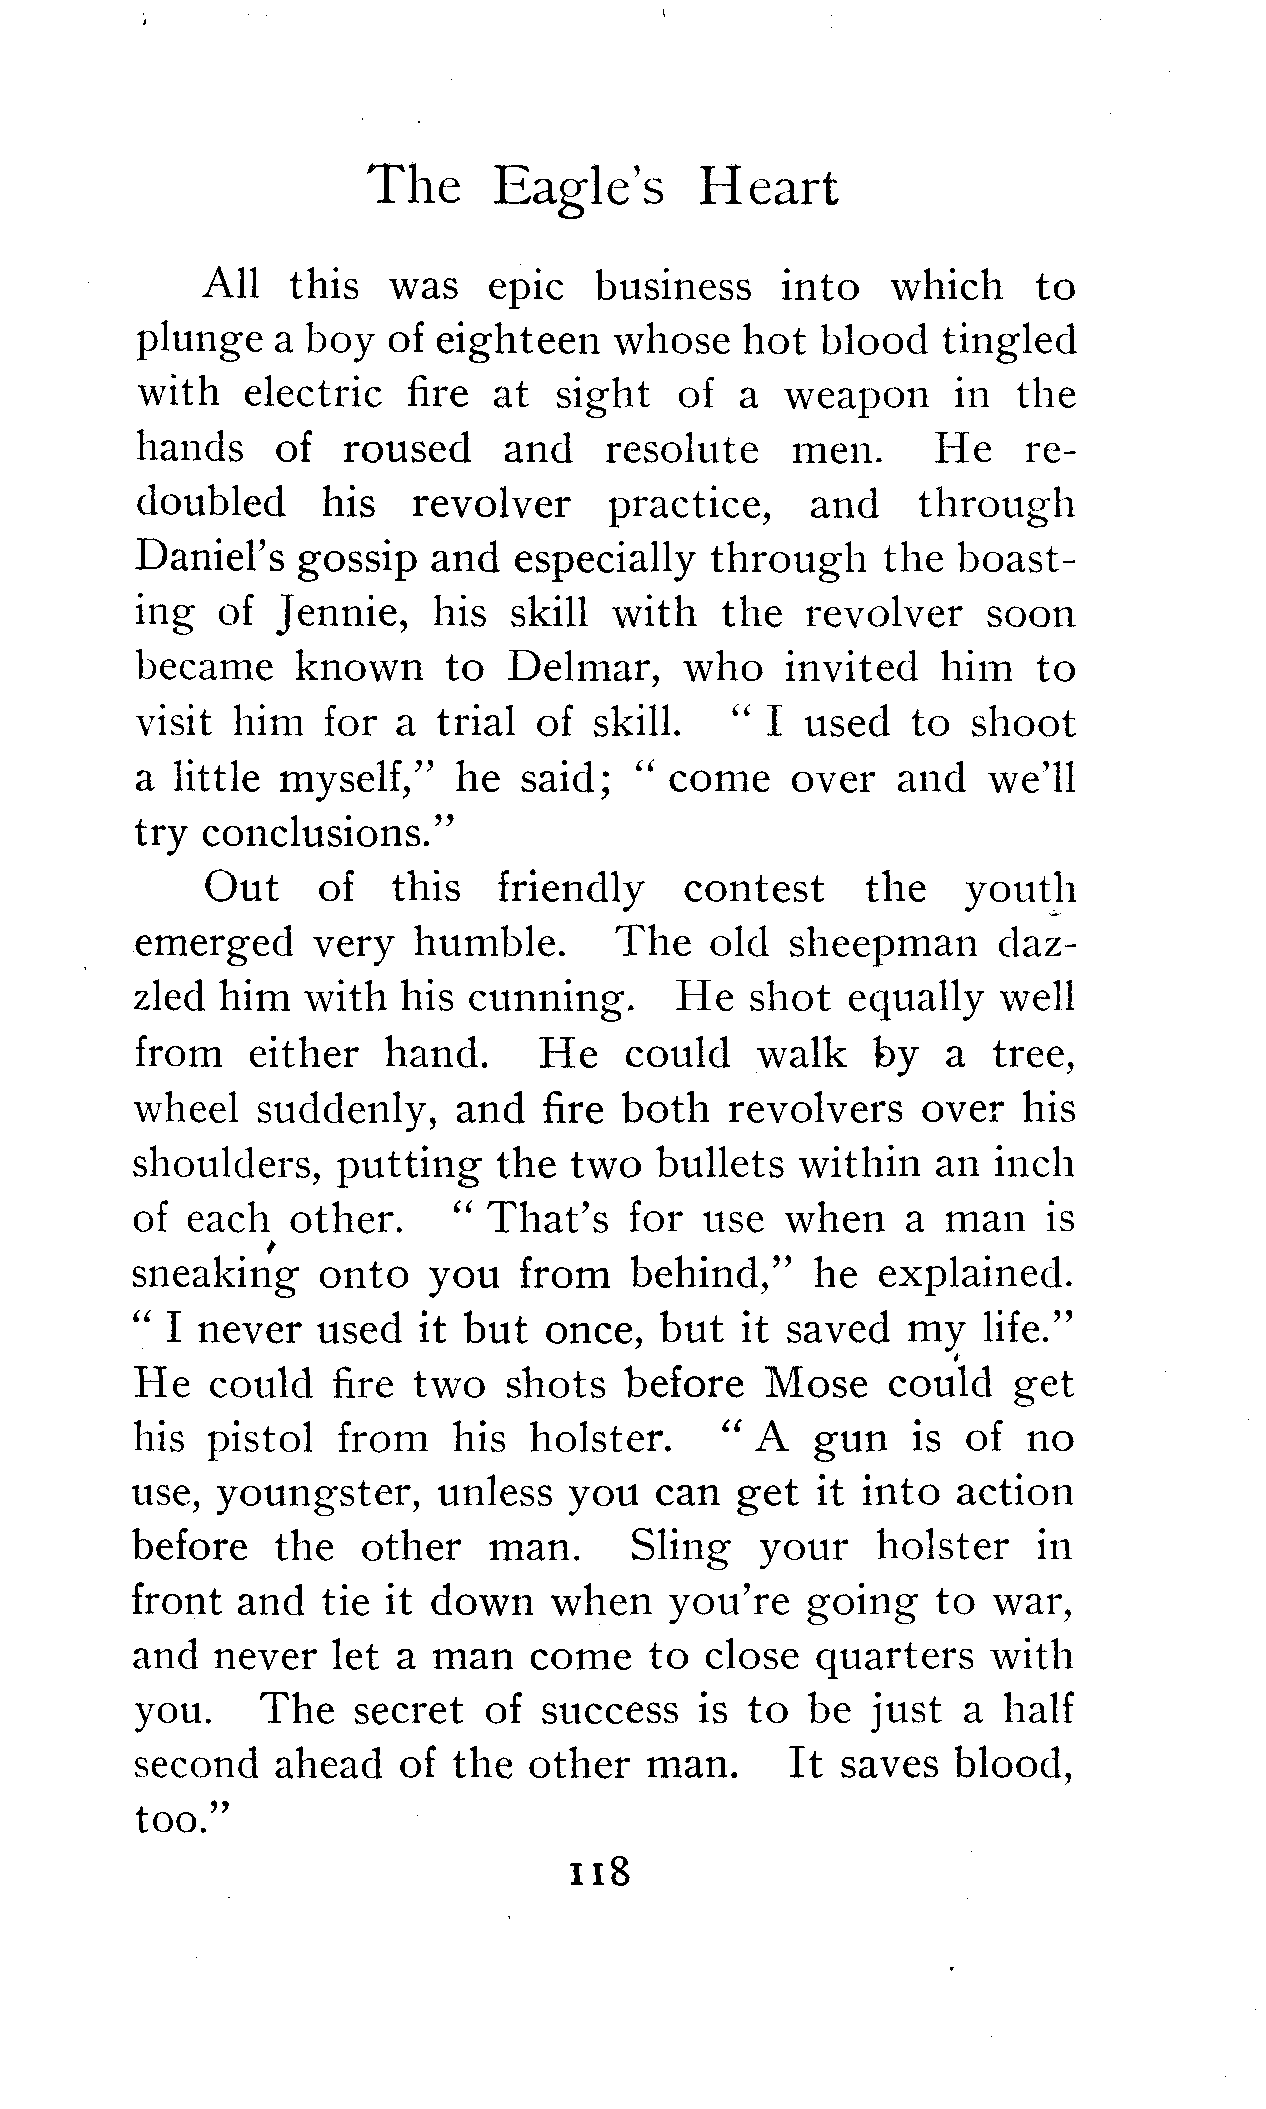 The Eagle's Heart
All this was epic business into which to
plunge a boy of eighteen whose hot blood tingled
with electric fire at sight of a weapon in the
hands of roused and resolute men. He re-
doubled his revolver practice, and through
Daniel's gossip and especially through the boast-
ing of Jennie, his skill with the revolver soon
became known to Delmar, who invited him to
visit him for a trial of skill. " I used to shoot
a little myself," he said; " come over and we'll
try conclusions."
Out of this friendly contest the youth
emerged very humble. The old sheepman daz-
zled him with his cunning. He shot equally well
from either hand. He could walk by a tree,
wheel suddenly, and fire both revolvers over his
shoulders, putting the two bullets within an inch
of each other. " That's for use when a man is
sneaking onto you from behind," he explained.
" I never used it but once, but it saved my life."
He could fire two shots before Mose could get
his pistol from his holster. " A gun is of no
use, youngster, unless you can get it into action
before the other man. Sling your holster in
front and tie it down when you're going to war,
and never let a man come to close quarters with
you. The secret of success is to be just a half
second ahead of the other man. It saves blood,
too."
118